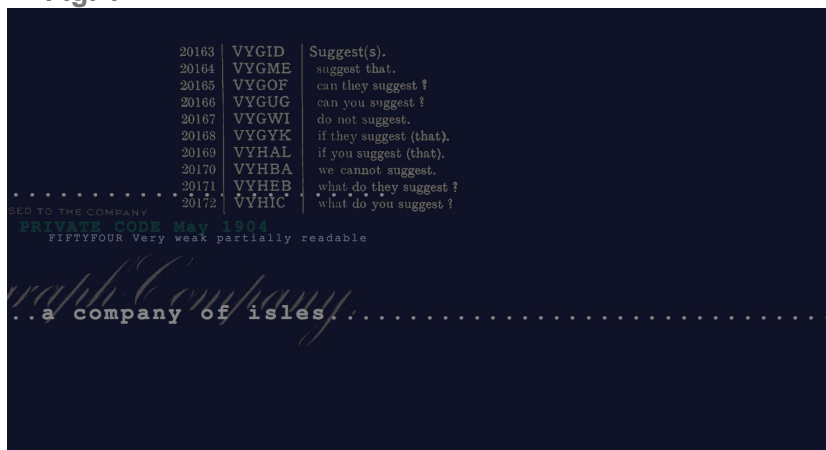 20163 VYGID Suggest(s).
20164 VYGME suggest that.
20165 VYGOF can they suggest ?
20166 VYGUG can you suggest ?
20167 VYGWI do not suggest.
20168 VYGYK if they suggest (that).
20169 VYHAL if you suggest (that).
20170 VYHBA we cannot suggest.
20171 VYHEB what do they suggest ?
20172 VYHIC what do you suggest ?
SED TO THE COMPANY.
PRIVATE CODE May 1904
FIFTYFOUR Very weak partially readable
raph Company.
..a company of isles.................................